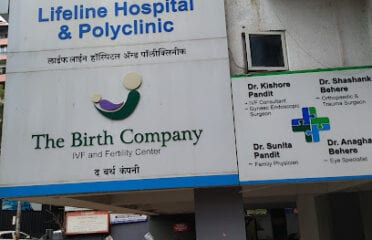 Lifeline Hospital
& Polyclinic
लाईफ लाईन हॉस्पिटल अॅन्ड पॉलीक्लिनीक
The Birth Company
IVF and Fertility Center
द बर्थ कंपनी
Dr. Kishore
Pandit
- IVF Consultant
Gynaec Endoscopic
Surgeon
Dr. Shashank
Behere
- Orthopaedic &
Trauma Surgeon
Dr. Sunita
Pandit
- Family Physician
Dr. Anagha
Behere
- Eye Specialist